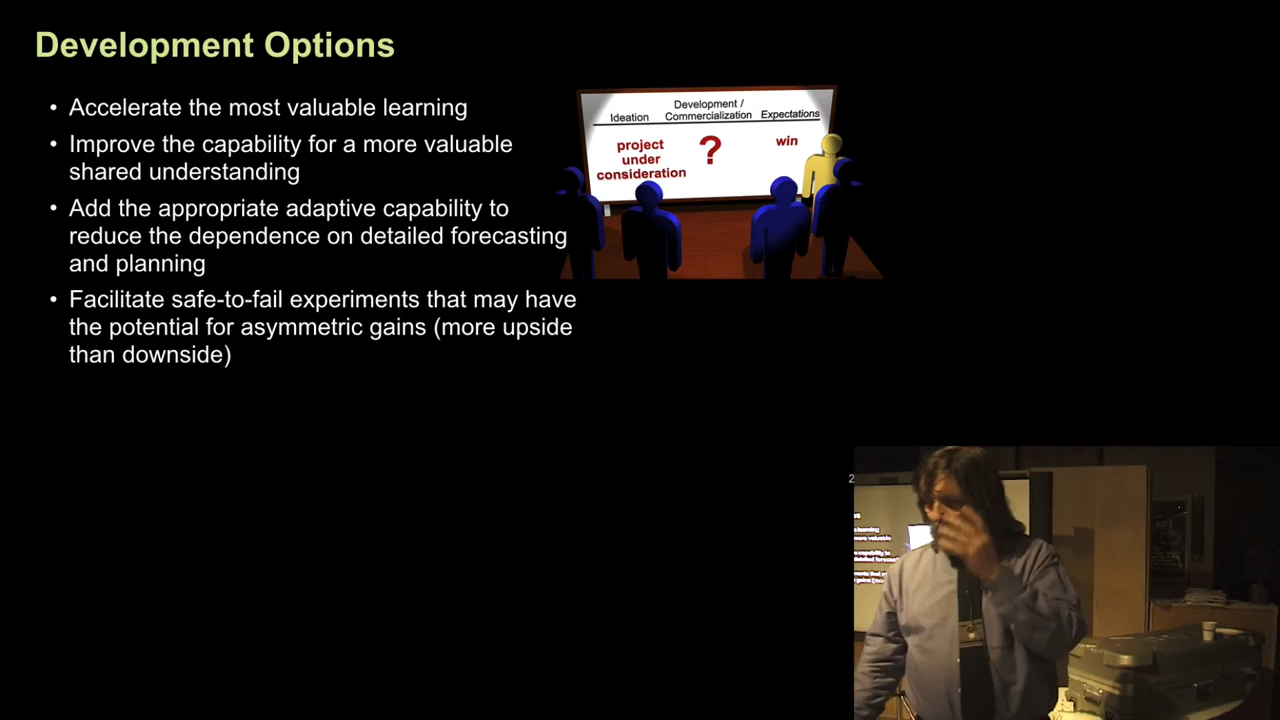 Development Options
• Accelerate the most valuable learning
• Improve the capability for a more valuable
shared understanding
• Add the appropriate adaptive capability to
reduce the dependence on detailed forecasting
and planning
• Facilitate safe-to-fail experiments that may have
the potential for asymmetric gains (more upside
than downside)
Ideation
Development /
Commercialization
Expectations
project
under
consideration
?
win
2